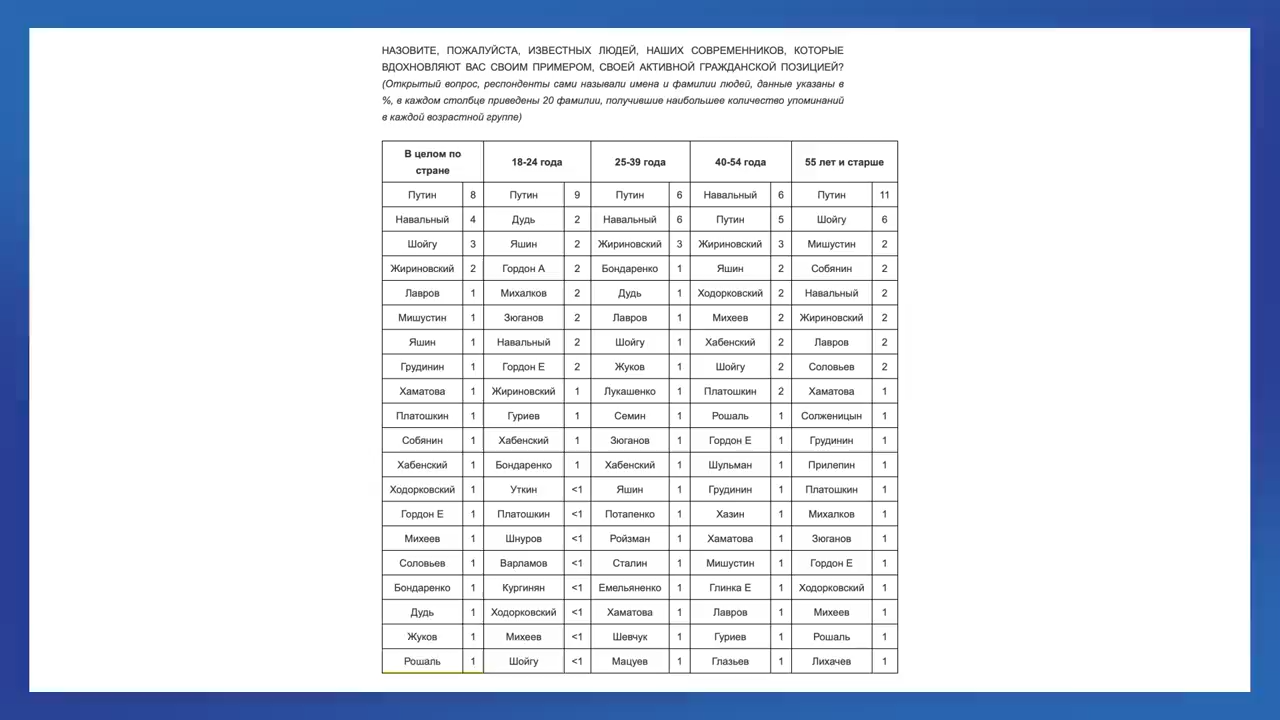 НАЗОВИТЕ, ПОЖАЛУЙСТА, ИЗВЕСТНЫХ ЛЮДЕЙ, НАШИХ СОВРЕМЕННИКОВ, КОТОРЫЕ
ВДОХНОВЛЯЮТ ВАС СВОИМ ПРИМЕРОМ, СВОЕЙ АКТИВНОЙ ГРАЖДАНСКОЙ ПОЗИЦИЕЙ?
(Открытый вопрос, респонденты сами называли имена и фамилии людей, данные указаны в
%, в каждом столбце приведены 20 фамилии, получившие наибольшее количество упоминаний
в каждой возрастной группе)
В целом по
стране
18-24 года 25-39 года 40-54 года 55 лет и старше
Путин 8 Путин 9 Путин 6 Навальный 6 Путин 11
Навальный 4 Дудь 2 Навальный 6 Путин 5 Шойгу 6
Шойгу 3 Яшин 2 Жириновский 3 Жириновский 3 Мишустин 2
Жириновский 2 Гордон А 2 Бондаренко 1 Яшин 2 Собянин 2
Лавров 1 Михалков 2 Дудь 1 Ходорковский 2 Навальный 2
Мишустин 1 Зюганов 2 Лавров 1 Михеев 2 Жириновский 2
Яшин 1 Навальный 2 Шойгу 1 Хабенский 2 Лавров 2
Грудинин 1 Гордон Е 2 Жуков 1 Шойгу 2 Соловьев 2
Хаматова 1 Жириновский 1 Лукашенко 1 Платошкин 2 Хаматова 1
Платошкин 1 Гуриев 1 Семин 1 Рошаль 1 Солженицын 1
Собянин 1 Хабенский 1 Зюганов 1 Гордон Е 1 Грудинин 1
Хабенский 1 Бондаренко 1 Хабенский 1 Шульман 1 Прилепин 1
Ходорковский 1 Уткин <1 Яшин 1 Грудинин 1 Платошкин 1
Гордон Е 1 Платошкин <1 Потапенко 1 Хазин 1 Михалков 1
Михеев 1 Шнуров <1 Ройзман 1 Хаматова 1 Зюганов 1
Соловьев 1 Варламов <1 Сталин 1 Мишустин 1 Гордон Е 1
Бондаренко 1 Кургинян <1 Емельяненко 1 Глинка Е 1 Ходорковский 1
Дудь 1 Ходорковский <1 Хаматова 1 Лавров 1 Михеев 1
Жуков 1 Михеев <1 Шевчук 1 Гуриев 1 Рошаль 1
Рошаль 1 Шойгу <1 Мацуев 1 Глазьев 1 Лихачев 1